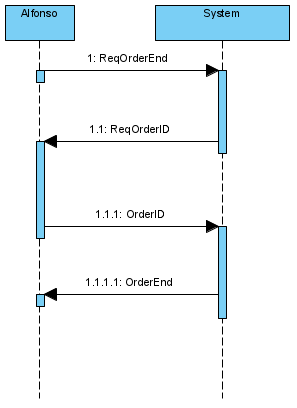 Alfonso
System
1: ReqOrderEnd
1.1: ReqOrderID
1.1.1: OrderID
1.1.1.1: OrderEnd